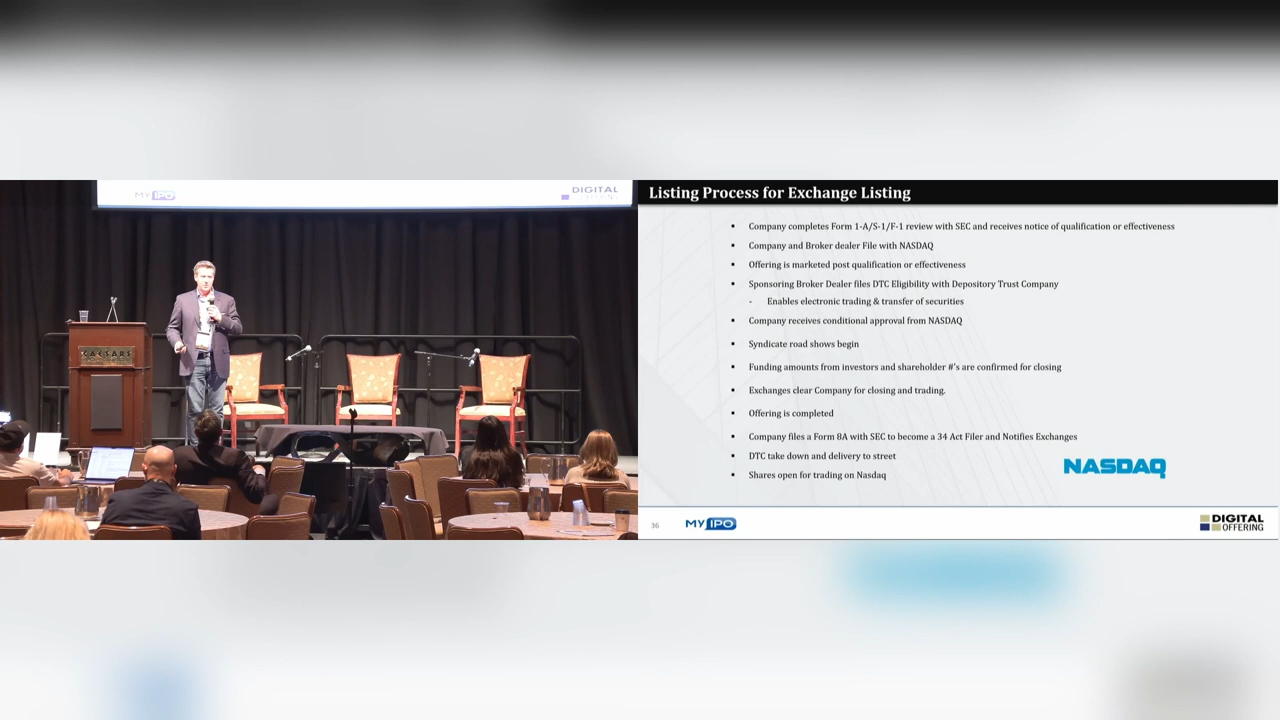 MY IPO
DIGITAL
CAESARS
Listing Process for Exchange Listing
▪ Company completes Form 1-A/S-1/F-1 review with SEC and receives notice of qualification or effectiveness
▪ Company and Broker dealer File with NASDAQ
▪ Offering is marketed post qualification or effectiveness
▪ Sponsoring Broker Dealer files DTC Eligibility with Depository Trust Company
- Enables electronic trading & transfer of securities
▪ Company receives conditional approval from NASDAQ
▪ Syndicate road shows begin
▪ Funding amounts from investors and shareholder #'s are confirmed for closing
▪ Exchanges clear Company for closing and trading.
▪ Offering is completed
▪ Company files a Form 8A with SEC to become a 34 Act Filer and Notifies Exchanges
▪ DTC take down and delivery to street
▪ Shares open for trading on Nasdaq
NASDAQ
36
MY IPO
DIGITAL
OFFERING